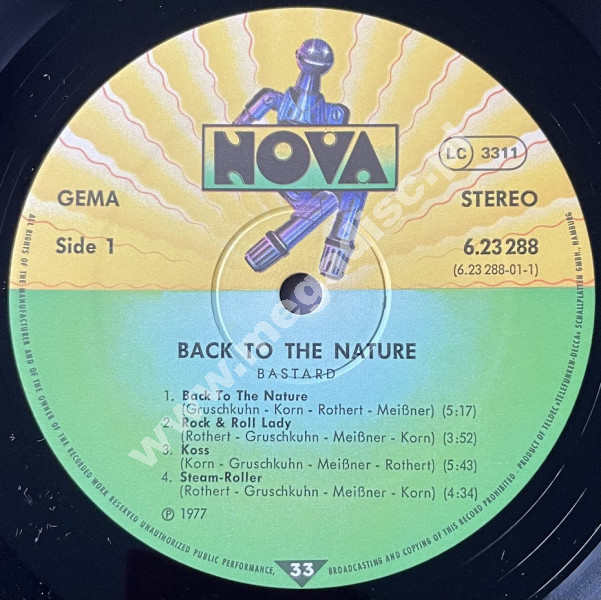 NOVA
LC 3311
GEMA
STEREO
Side 1
6.23 288
(6.23 288-01-1)
BACK TO THE NATURE
BASTARD
1. Back To The Nature
(Gruschkuhn - Korn - Rothert - Meißner) (5:17)
2. Rock & Roll Lady
(Rothert - Gruschkuhn - Meißner - Korn) (3:52)
3. Koss
(Korn - Gruschkuhn - Meißner - Rothert) (5:43)
4. Steam-Roller
(Rothert - Gruschkuhn - Meißner - Korn) (4:34)
℗ 1977
33
ALL RIGHTS OF THE MANUFACTURER AND OF THE OWNER OF THE RECORDED WORK RESERVED UNAUTHORIZED PUBLIC PERFORMANCE, BROADCASTING AND COPYING OF THIS RECORD PROHIBITED · PRODUCT OF TELDEC »TELEFUNKEN-DECCA« SCHALLPLATTEN GMBH., HAMBURG